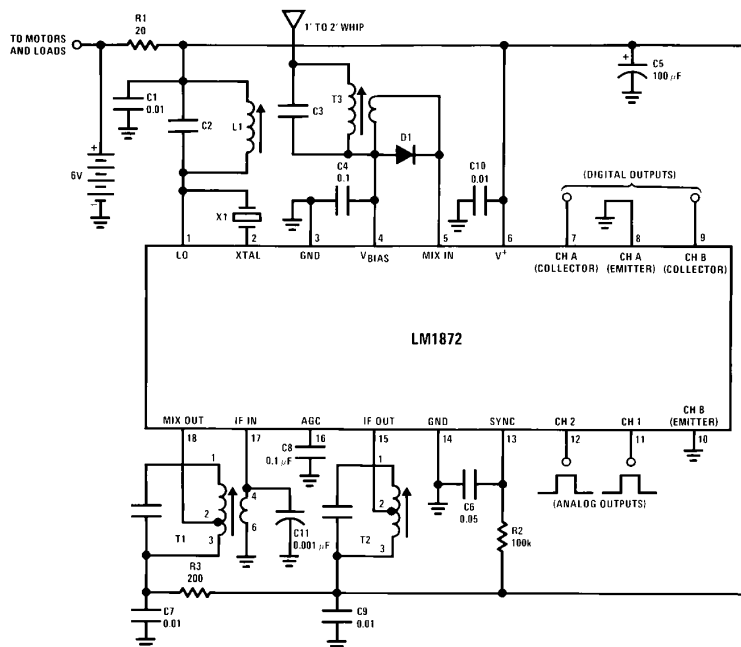 TO MOTORS
AND LOADS
R1
20
1' TO 2' WHIP
C1
0.01
C2
L1
C3
T3
D1
C4
0.1
C10
0.01
+
C5
100 μF
+
6V
X1
(DIGITAL OUTPUTS)
1
2
3
4
5
6
7
8
9
LO
XTAL
GND
VBIAS
MIX IN
V+
CH A
(COLLECTOR)
CH A
(EMITTER)
CH B
(COLLECTOR)
LM1872
MIX OUT
IF IN
AGC
IF OUT
GND
SYNC
CH 2
CH 1
CH B
(EMITTER)
18
17
16
15
14
13
12
11
10
C8
0.1 μF
1
2
3
T1
4
6
C11
0.001 μF
1
2
3
T2
C6
0.05
R2
100k
(ANALOG OUTPUTS)
R3
200
C7
0.01
C9
0.01